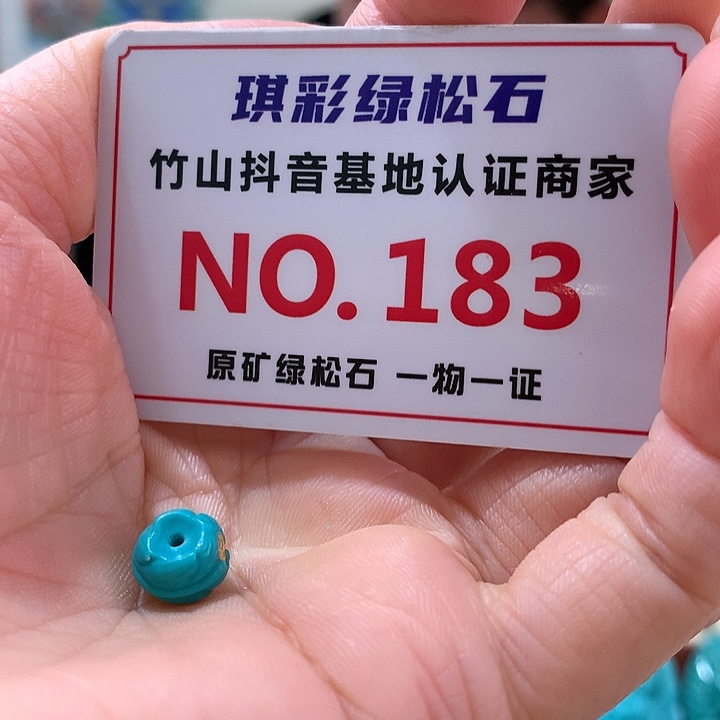 琪彩绿松石
竹山抖音基地认证商家
NO.183
原矿绿松石 一物一证